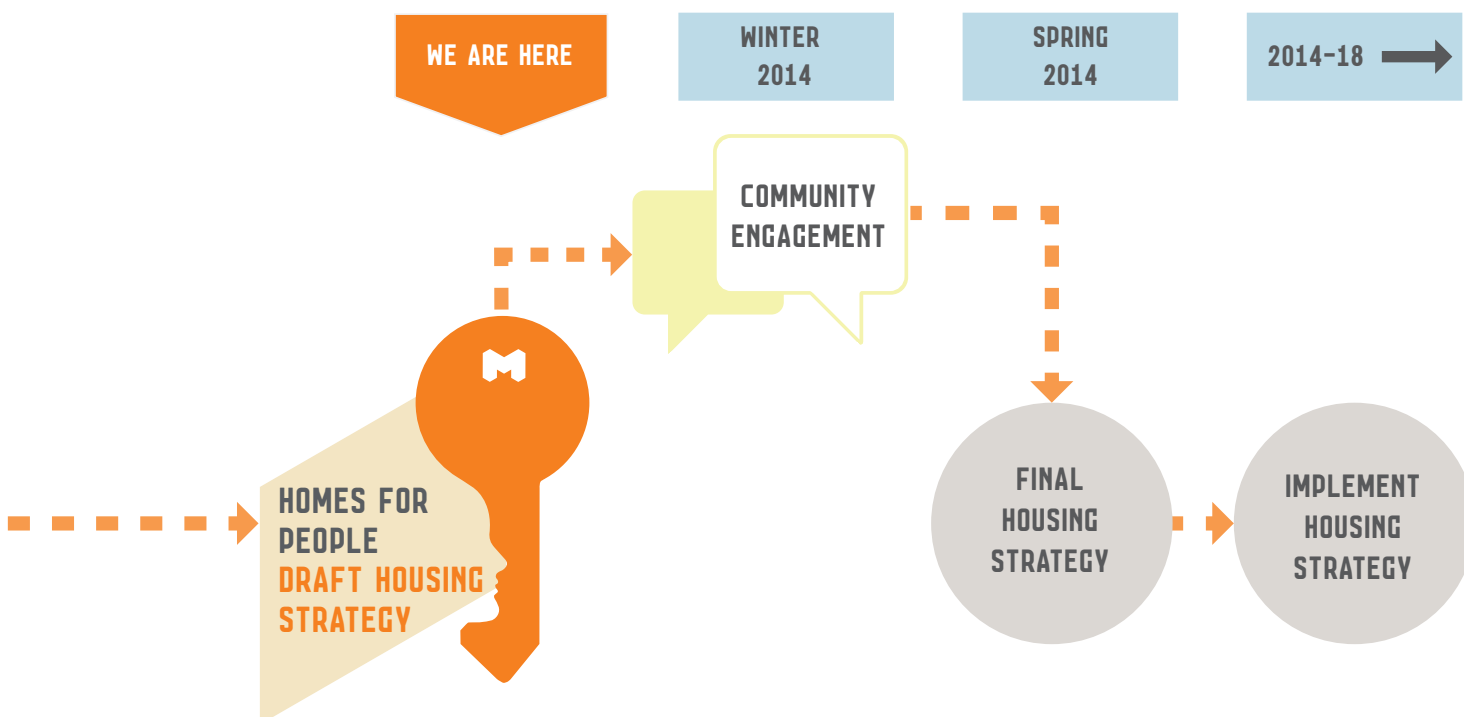 WE ARE HERE
WINTER
2014
SPRING
2014
2014-18
COMMUNITY
ENGAGEMENT
HOMES FOR
PEOPLE
DRAFT HOUSING
STRATEGY
FINAL
HOUSING
STRATEGY
IMPLEMENT
HOUSING
STRATEGY